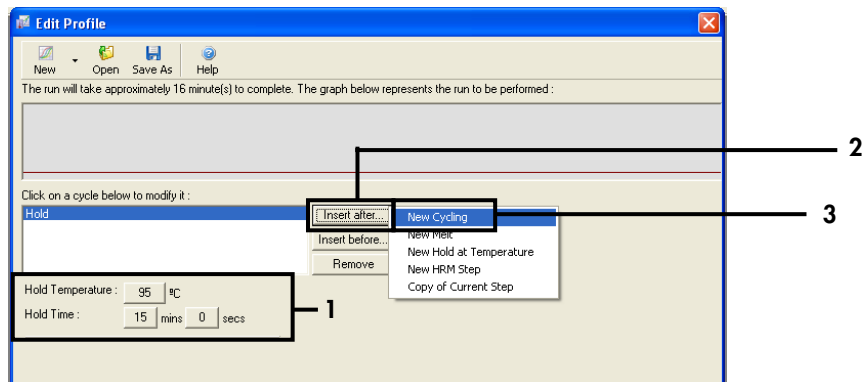 Edit Profile
New Open Save As Help
The run will take approximately 16 minute(s) to complete. The graph below represents the run to be performed :
2
Click on a cycle below to modify it :
Hold
Insert after...
New Cycling
3
Insert before...
New Melt
New Hold at Temperature
Remove
New HRM Step
Copy of Current Step
Hold Temperature : 95 ºC
Hold Time : 15 mins 0 secs
1